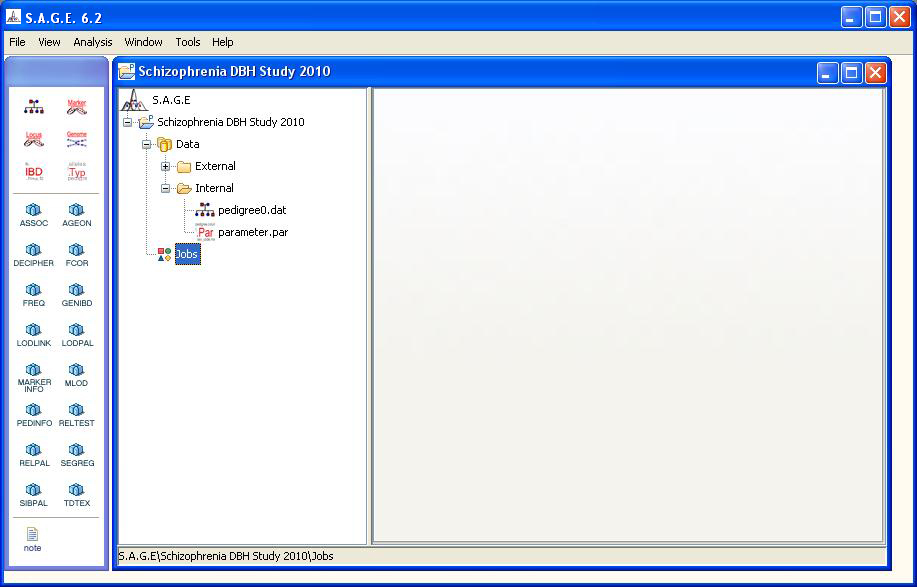 S.A.G.E. 6.2
File View Analysis Window Tools Help
Schizophrenia DBH Study 2010
S.A.G.E
Schizophrenia DBH Study 2010
Data
External
Internal
pedigree0.dat
Par parameter.par
Jobs
Marker
Locus Genome
IBD Typ
ASSOC AGEON
DECIPHER FCOR
FREQ GENIBD
LODLINK LODPAL
MARKER INFO MLOD
PEDINFO RELTEST
RELPAL SEGREG
SIBPAL TDTEX
note
S.A.G.E\Schizophrenia DBH Study 2010\Jobs